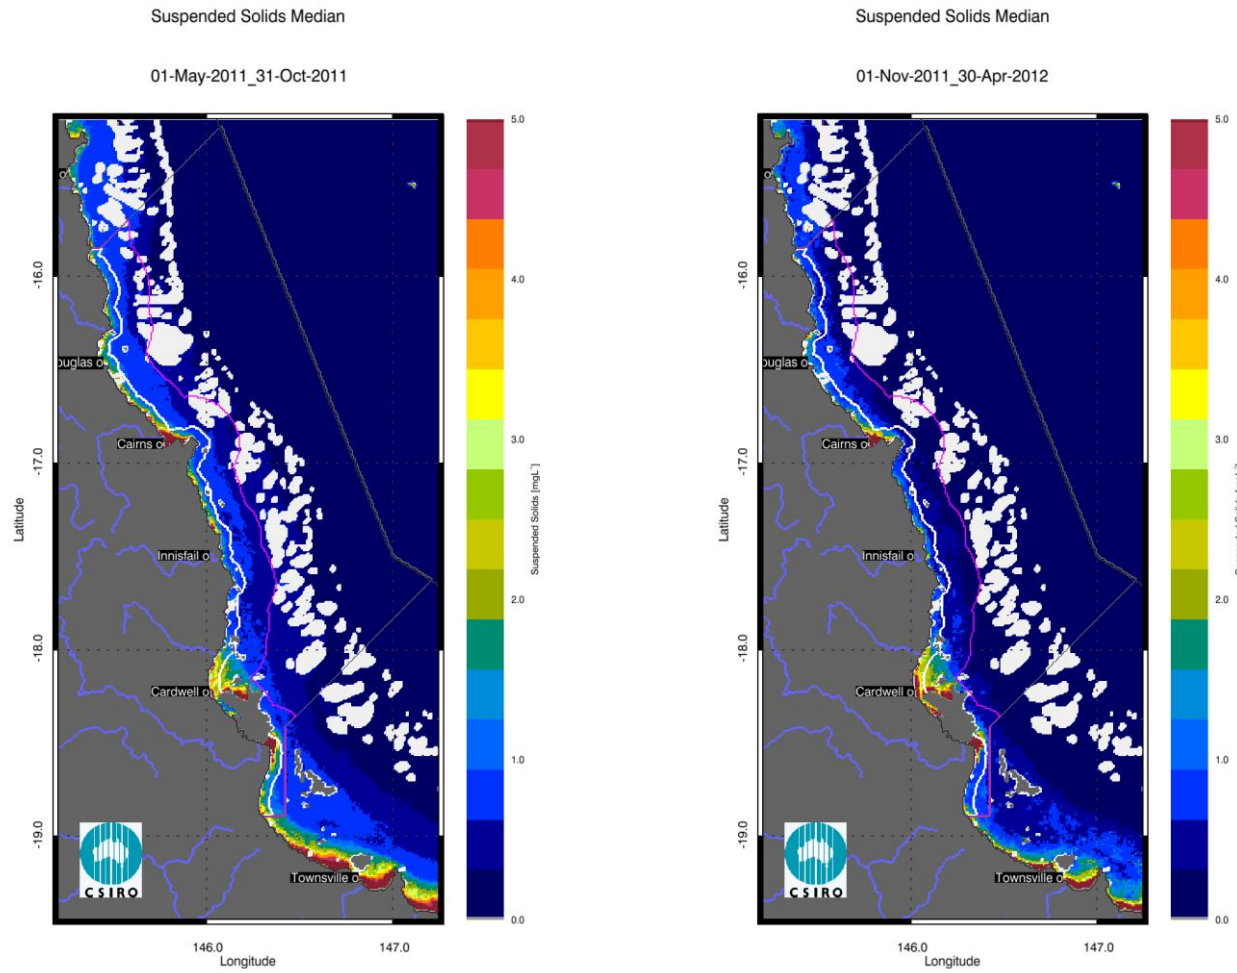 Suspended Solids Median
01-May-2011_31-Oct-2011
5.0
4.0
3.0
2.0
1.0
0.0
Suspended Solids [mgL⁻¹]
-16.0
-17.0
-18.0
-19.0
Latitude
o
ouglas o
Cairns o
Innisfail o
Cardwell o
Townsville o
CSIRO
146.0
147.0
Longitude
Suspended Solids Median
01-Nov-2011_30-Apr-2012
5.0
4.0
3.0
2.0
1.0
0.0
-16.0
-17.0
-18.0
-19.0
Latitude
o
ouglas o
Cairns o
Innisfail o
Cardwell o
Townsville o
CSIRO
146.0
147.0
Longitude